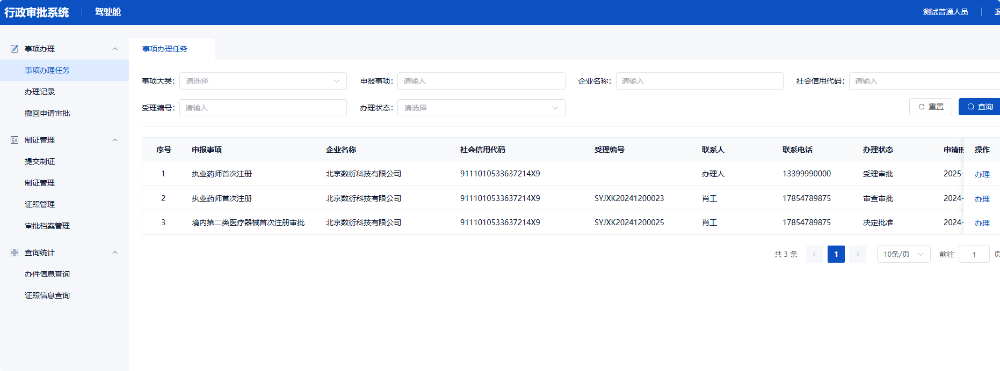 行政审批系统 驾驶舱 测试普通人员
事项办理
事项办理任务
办理记录
撤回申请审批
制证管理
提交制证
制证管理
证照管理
审批档案管理
查询统计
办件信息查询
证照信息查询
事项办理任务
事项大类: 请选择 申报事项: 请输入 企业名称: 请输入 社会信用代码: 请输入
受理编号: 请输入 办理状态: 请选择 重置 查询
序号 申报事项 企业名称 社会信用代码 受理编号 联系人 联系电话 办理状态 申请时 操作
1 执业药师首次注册 北京数衍科技有限公司 9111010533637214X9 办理人 13399990000 受理审批 2025- 办理
2 执业药师首次注册 北京数衍科技有限公司 9111010533637214X9 SYJXK20241200023 肖工 17854789875 审查审批 2024- 办理
3 境内第二类医疗器械首次注册审批 北京数衍科技有限公司 9111010533637214X9 SYJXK20241200025 肖工 17854789875 决定批准 2024- 办理
共 3 条 1 10条/页 前往 1 页